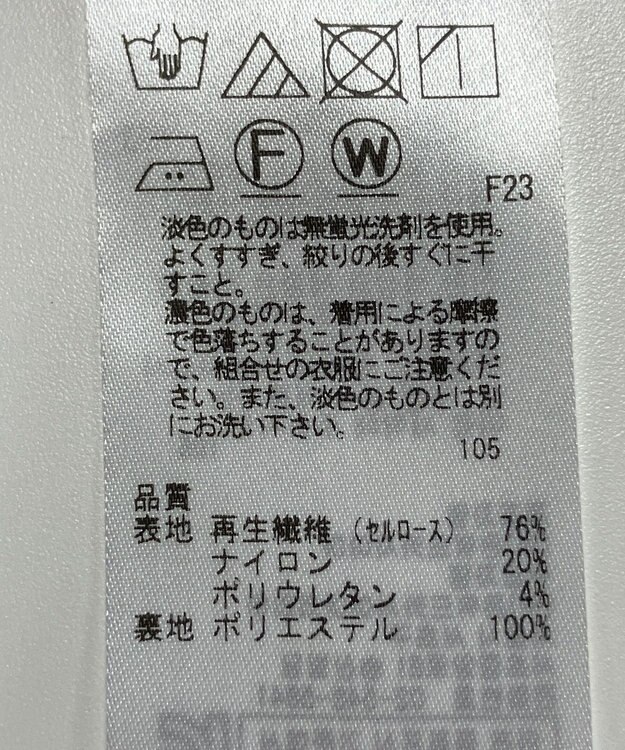 F W
F23
淡色のものは無蛍光洗剤を使用。
よくすすぎ、絞りの後すぐに干
すこと。
濃色のものは、着用による摩擦
で色落ちすることがありますの
で、組合せの衣服にご注意くだ
さい。また、淡色のものとは別
にお洗い下さい。
105
品質
表地 再生繊維 (セルロース) 76%
ナイロン 20%
ポリウレタン 4%
裏地 ポリエステル 100%